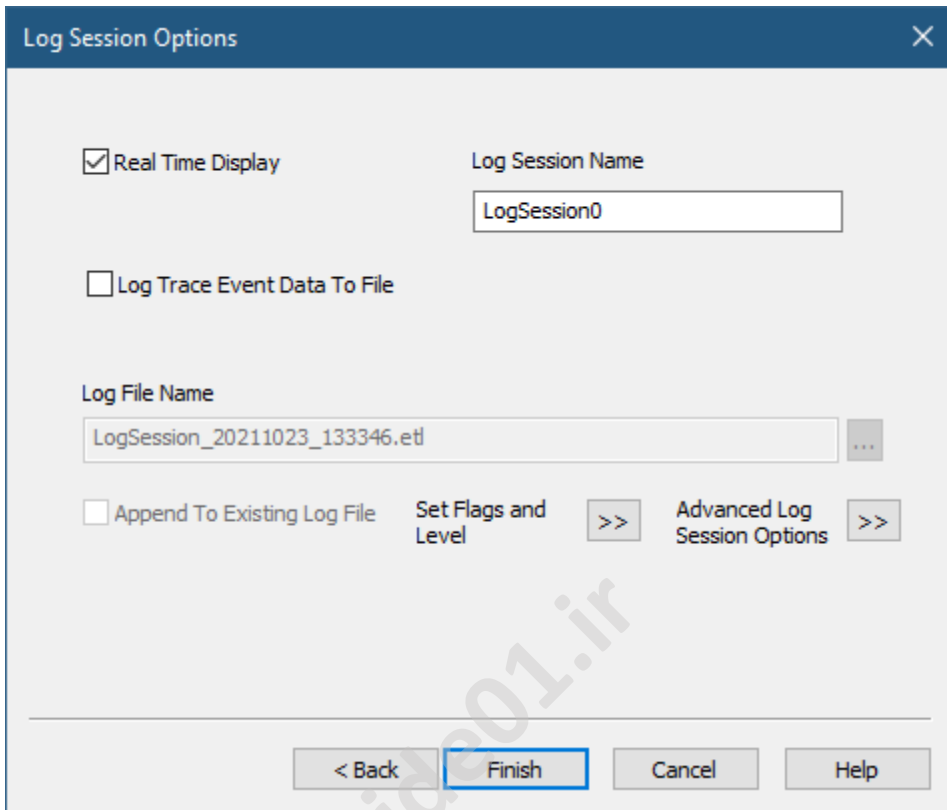 Log Session Options
Real Time Display
Log Session Name
LogSession0
Log Trace Event Data To File
Log File Name
LogSession_20211023_133346.etl
...
Append To Existing Log File
Set Flags and
Level
>>
Advanced Log
Session Options
>>
< Back
Finish
Cancel
Help
ide01.ir